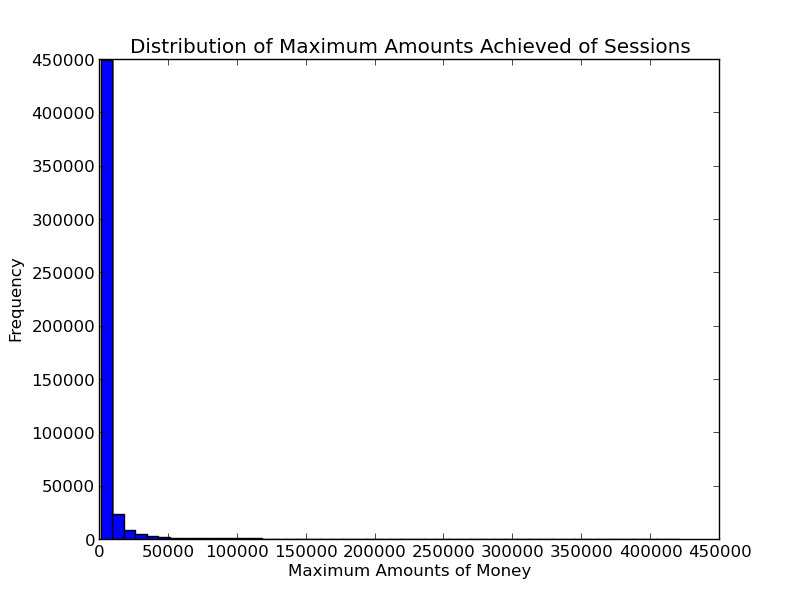 Distribution of Maximum Amounts Achieved of Sessions
450000
400000
350000
300000
250000
200000
150000
100000
50000
0
Frequency
0 50000 100000 150000 200000 250000 300000 350000 400000 450000
Maximum Amounts of Money